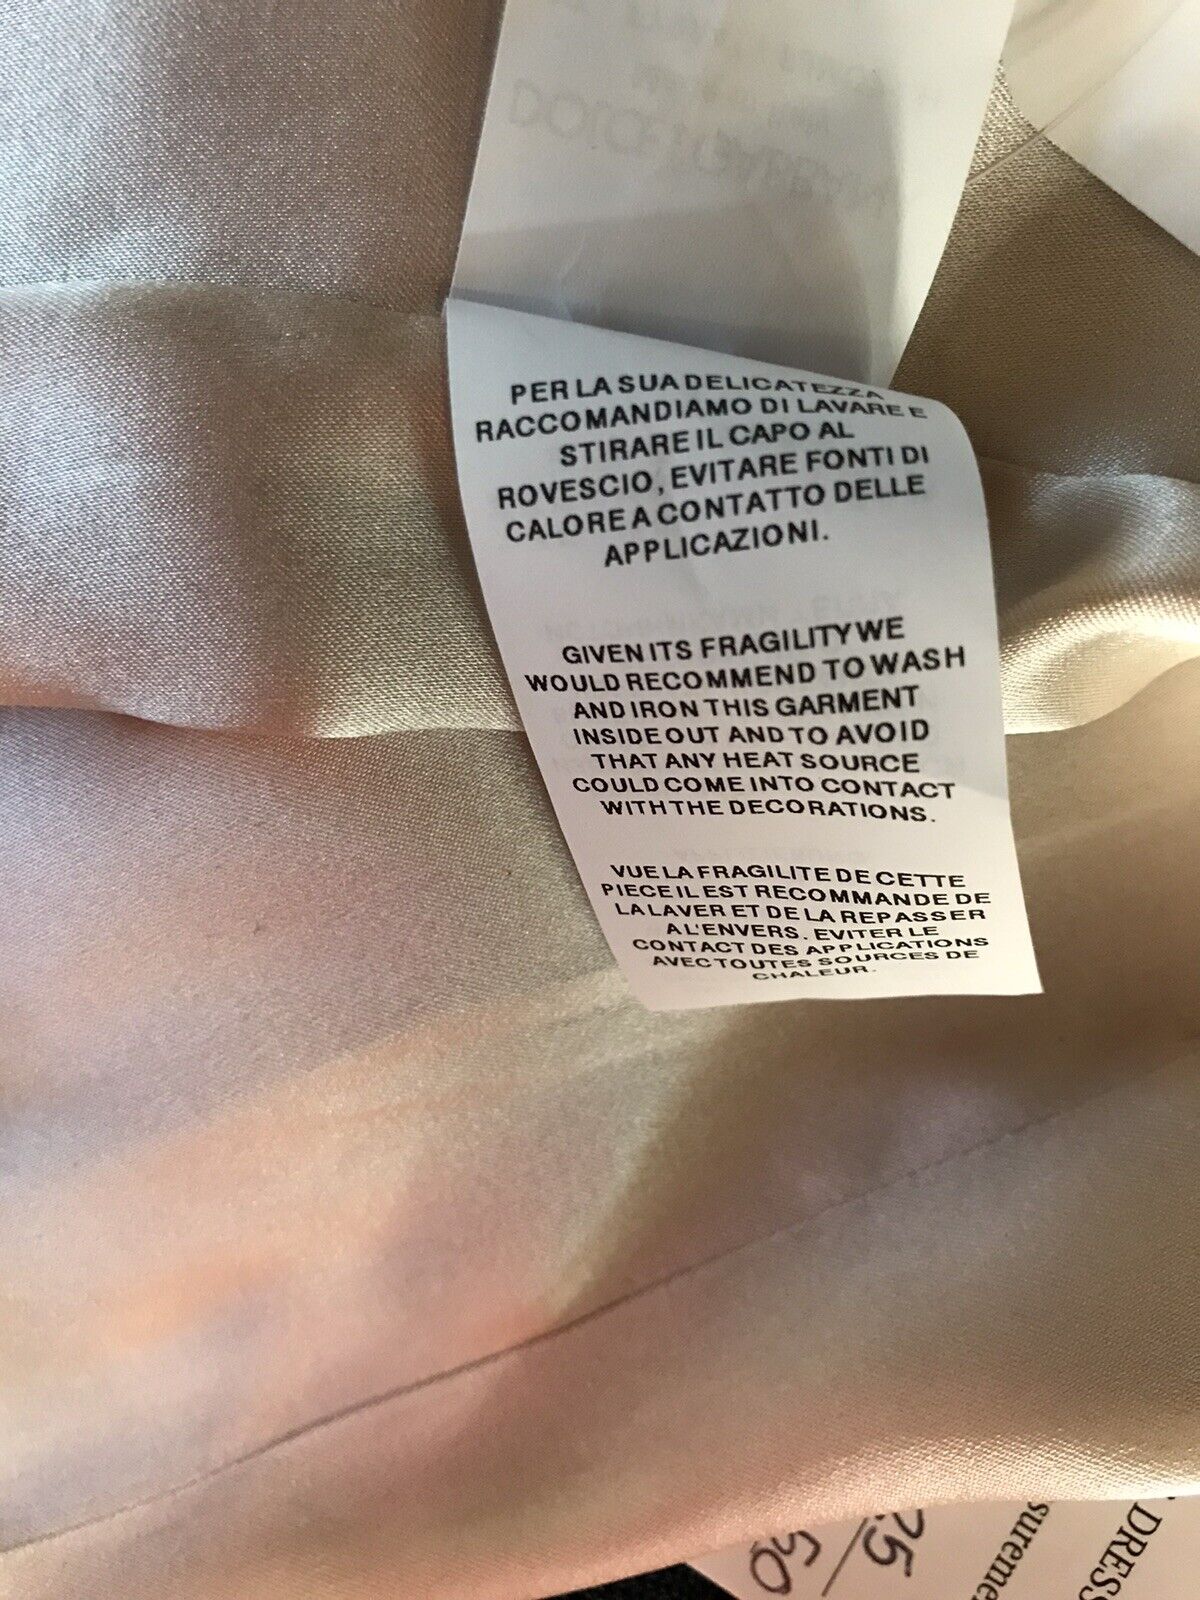 DOLCE & GABBANA
PER LA SUA DELICATEZZA
RACCOMANDIAMO DI LAVARE E
STIRARE IL CAPO AL
ROVESCIO, EVITARE FONTI DI
CALORE A CONTATTO DELLE
APPLICAZIONI.
GIVEN ITS FRAGILITY WE
WOULD RECOMMEND TO WASH
AND IRON THIS GARMENT
INSIDE OUT AND TO AVOID
THAT ANY HEAT SOURCE
COULD COME INTO CONTACT
WITH THE DECORATIONS.
VUE LA FRAGILITE DE CETTE
PIECE IL EST RECOMMANDE DE
LA LAVER ET DE LA REPASSER
A L'ENVERS. EVITER LE
CONTACT DES APPLICATIONS
AVEC TOUTES SOURCES DE
CHALEUR.
DRESS